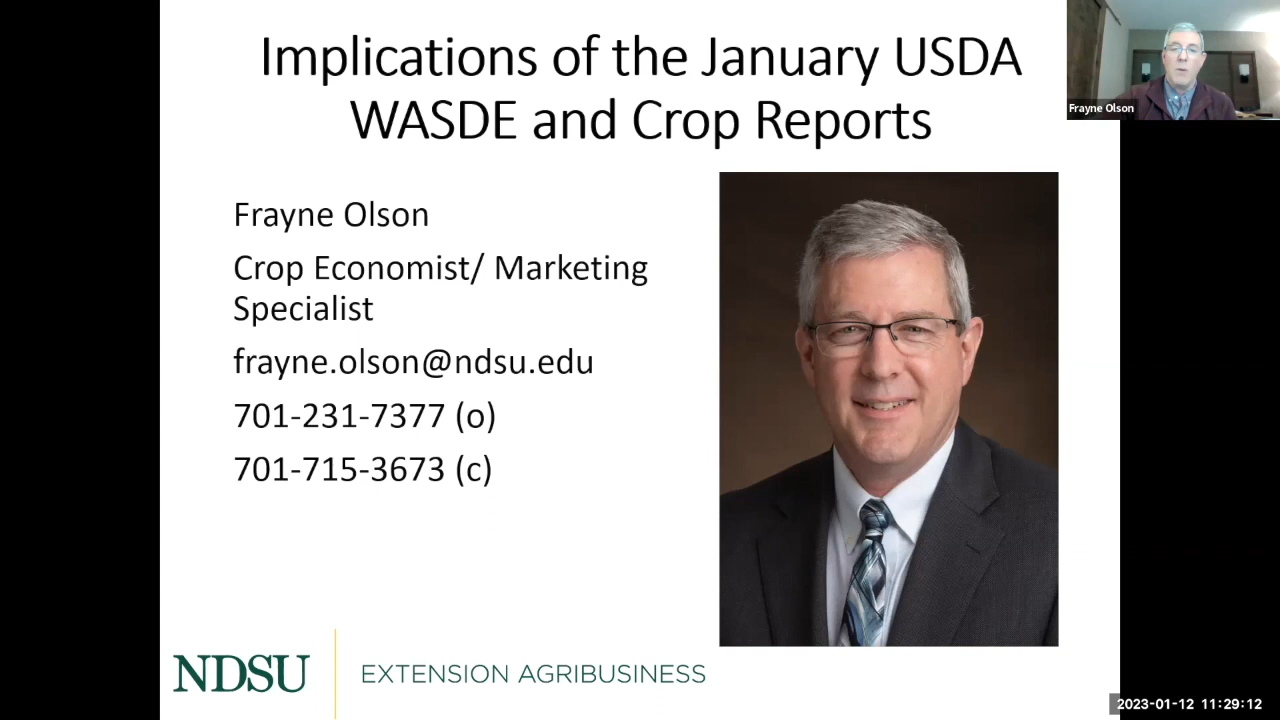 Implications of the January USDA
WASDE and Crop Reports
Frayne Olson
Frayne Olson
Crop Economist/ Marketing
Specialist
frayne.olson@ndsu.edu
701-231-7377 (o)
701-715-3673 (c)
NDSU
EXTENSION AGRIBUSINESS
2023-01-12 11:29:12